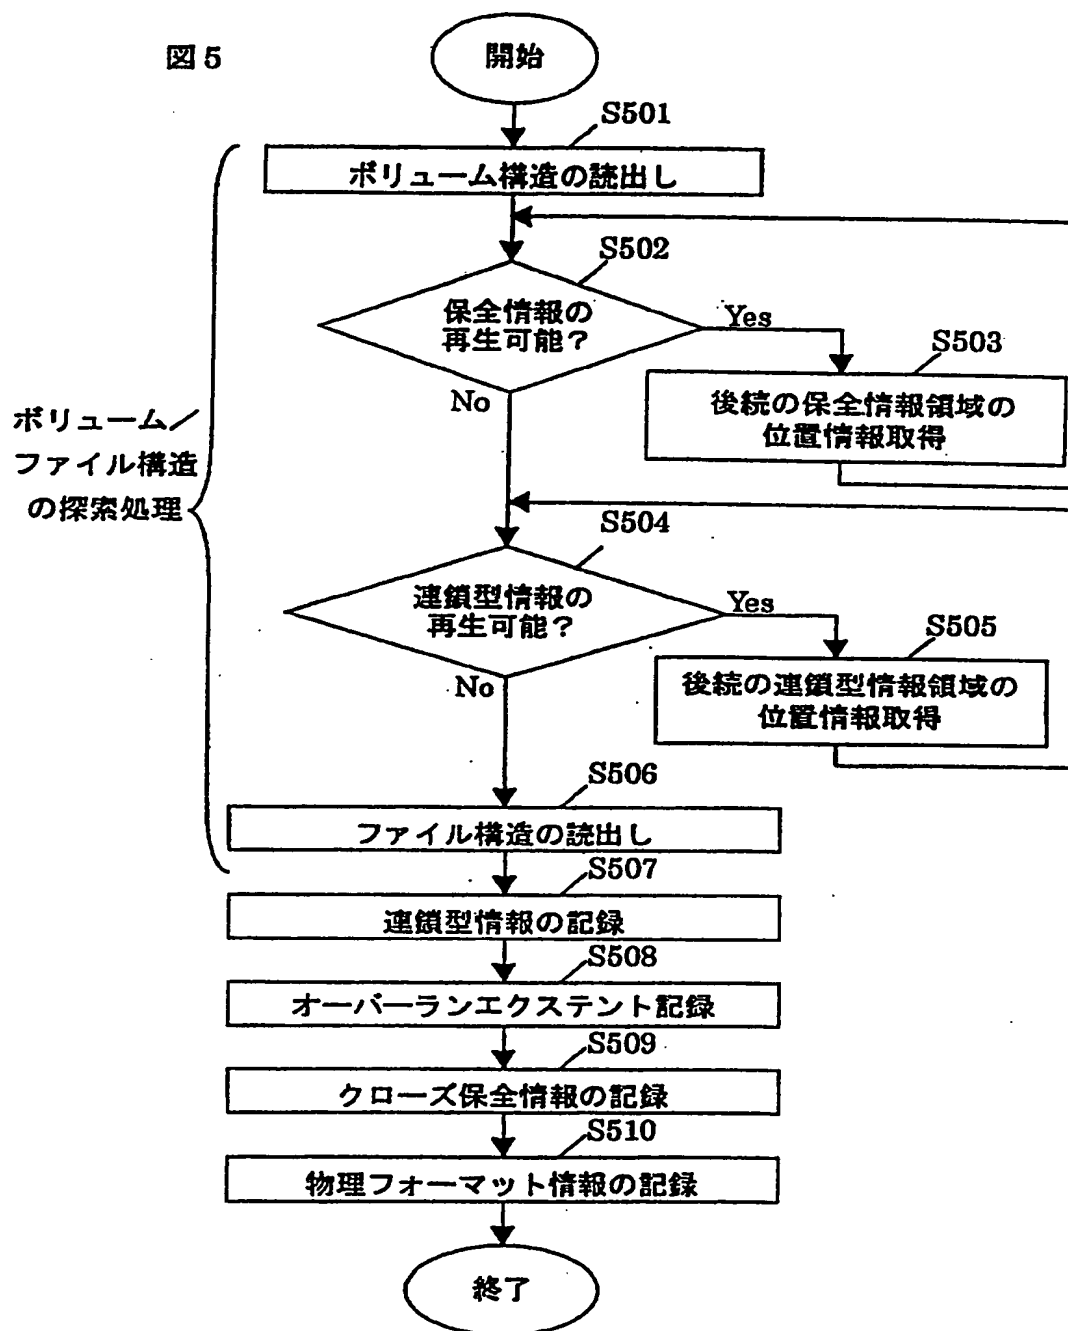 図5
開始
S501
ボリューム構造の読出し
S502
保全情報の
再生可能？
Yes
No
S503
後続の保全情報領域の
位置情報取得
ボリューム／
ファイル構造
の探索処理
S504
連鎖型情報の
再生可能？
Yes
No
S505
後続の連鎖型情報領域の
位置情報取得
S506
ファイル構造の読出し
S507
連鎖型情報の記録
S508
オーバーランエクステント記録
S509
クローズ保全情報の記録
S510
物理フォーマット情報の記録
終了